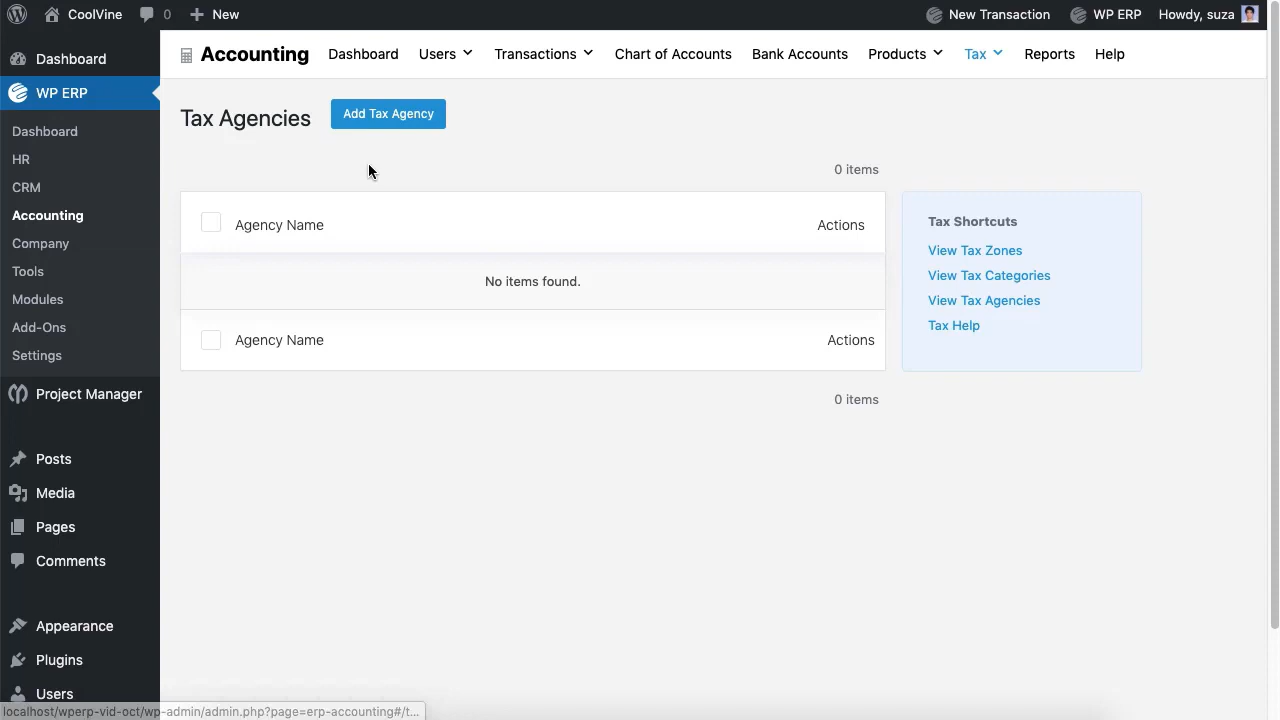 CoolVine 0 New New Transaction WP ERP Howdy, suza
Dashboard
WP ERP
Dashboard
HR
CRM
Accounting
Company
Tools
Modules
Add-Ons
Settings
Project Manager
Posts
Media
Pages
Comments
Appearance
Plugins
Users
Accounting Dashboard Users Transactions Chart of Accounts Bank Accounts Products Tax Reports Help
Tax Agencies Add Tax Agency
0 items
Agency Name Actions
No items found.
Agency Name Actions
0 items
Tax Shortcuts
View Tax Zones
View Tax Categories
View Tax Agencies
Tax Help
localhost/wperp-vid-oct/wp-admin/admin.php?page=erp-accounting#/t...